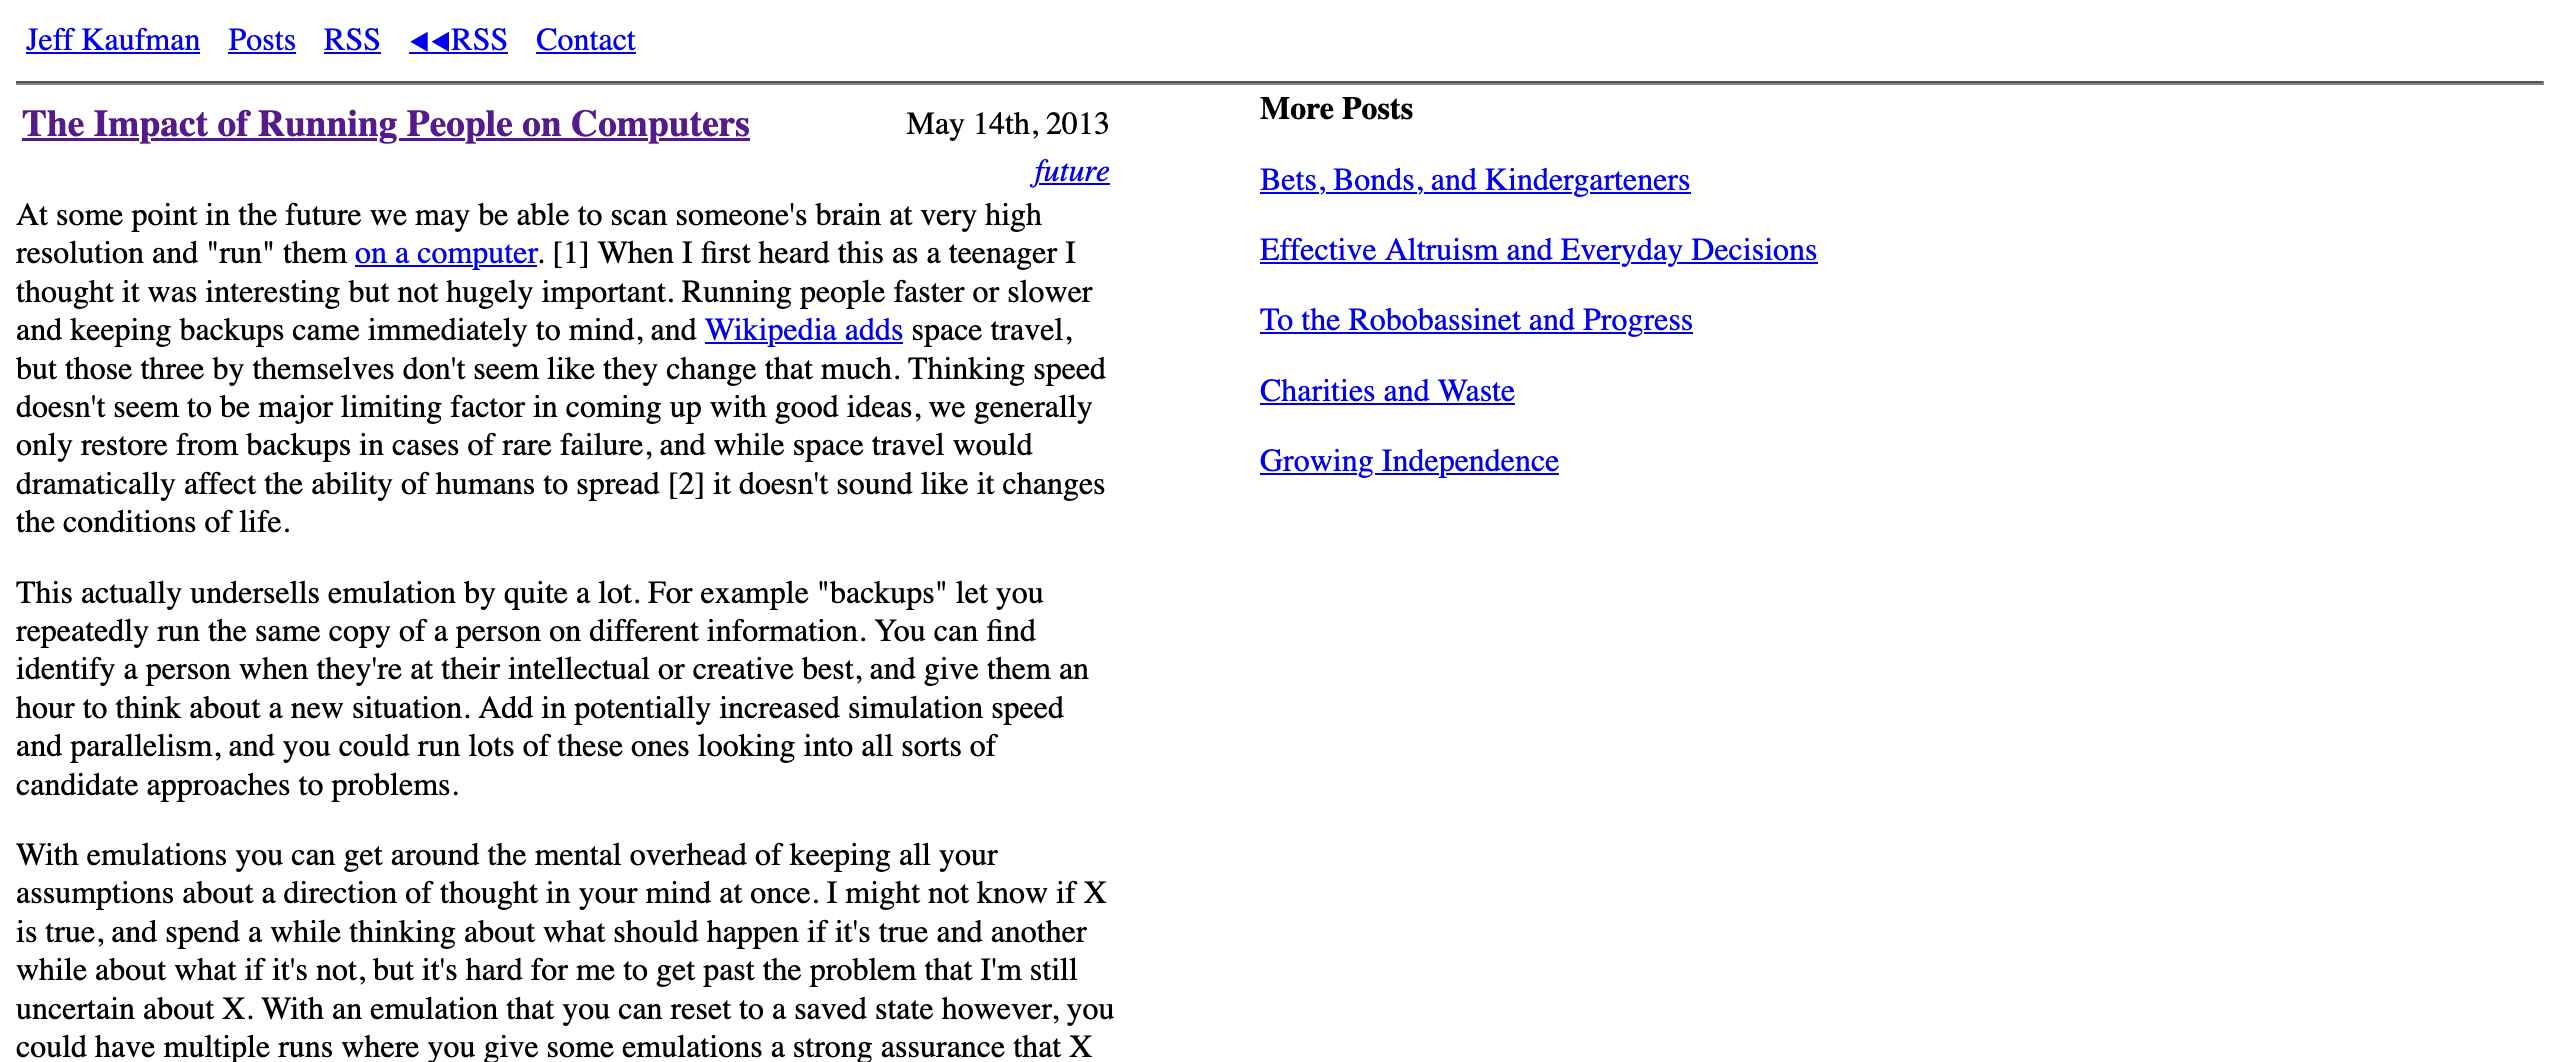 Jeff Kaufman Posts RSS ◀◀RSS Contact
The Impact of Running People on Computers May 14th, 2013
future
At some point in the future we may be able to scan someone's brain at very high
resolution and "run" them on a computer. [1] When I first heard this as a teenager I
thought it was interesting but not hugely important. Running people faster or slower
and keeping backups came immediately to mind, and Wikipedia adds space travel,
but those three by themselves don't seem like they change that much. Thinking speed
doesn't seem to be major limiting factor in coming up with good ideas, we generally
only restore from backups in cases of rare failure, and while space travel would
dramatically affect the ability of humans to spread [2] it doesn't sound like it changes
the conditions of life.
This actually undersells emulation by quite a lot. For example "backups" let you
repeatedly run the same copy of a person on different information. You can find
identify a person when they're at their intellectual or creative best, and give them an
hour to think about a new situation. Add in potentially increased simulation speed
and parallelism, and you could run lots of these ones looking into all sorts of
candidate approaches to problems.
With emulations you can get around the mental overhead of keeping all your
assumptions about a direction of thought in your mind at once. I might not know if X
is true, and spend a while thinking about what should happen if it's true and another
while about what if it's not, but it's hard for me to get past the problem that I'm still
uncertain about X. With an emulation that you can reset to a saved state however, you
could have multiple runs where you give some emulations a strong assurance that X
More Posts
Bets, Bonds, and Kindergarteners
Effective Altruism and Everyday Decisions
To the Robobassinet and Progress
Charities and Waste
Growing Independence